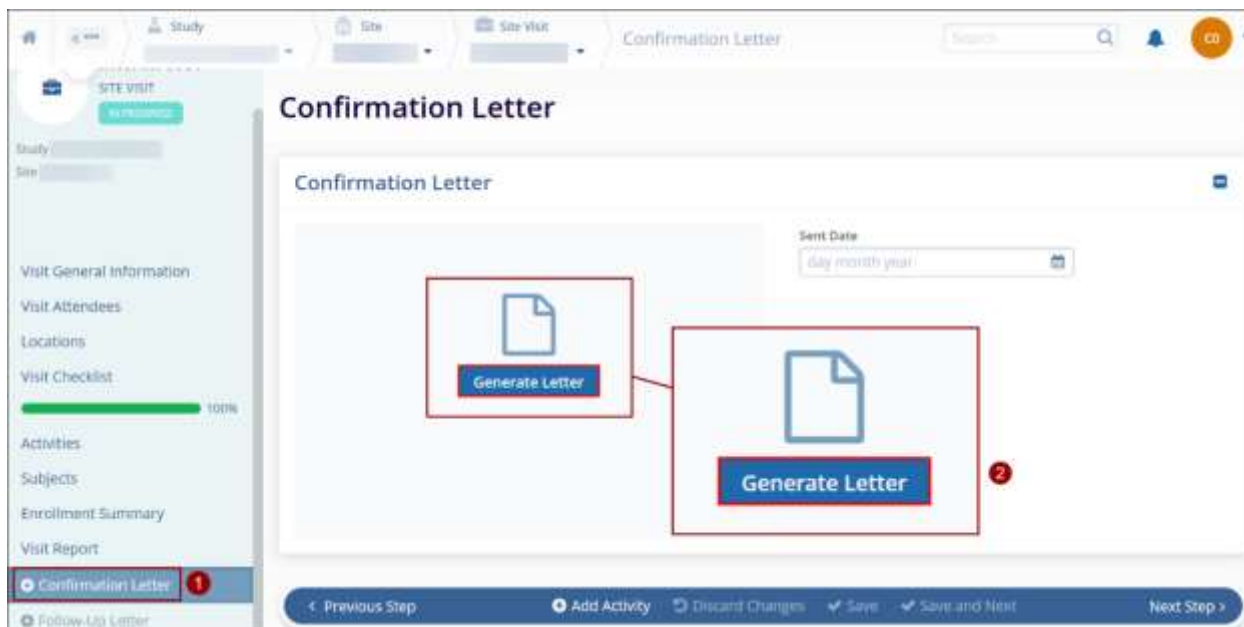 Study
Site
Site Visit
Confirmation Letter
Search
CO
SITE VISIT
IN PROGRESS
Study
Site
Visit General Information
Visit Attendees
Locations
Visit Checklist
100%
Activities
Subjects
Enrollment Summary
Visit Report
Confirmation Letter
1
Follow-Up Letter
Confirmation Letter
Confirmation Letter
Sent Date
day month year
Generate Letter
Generate Letter
2
< Previous Step
Add Activity
Discard Changes
Save
Save and Next
Next Step >